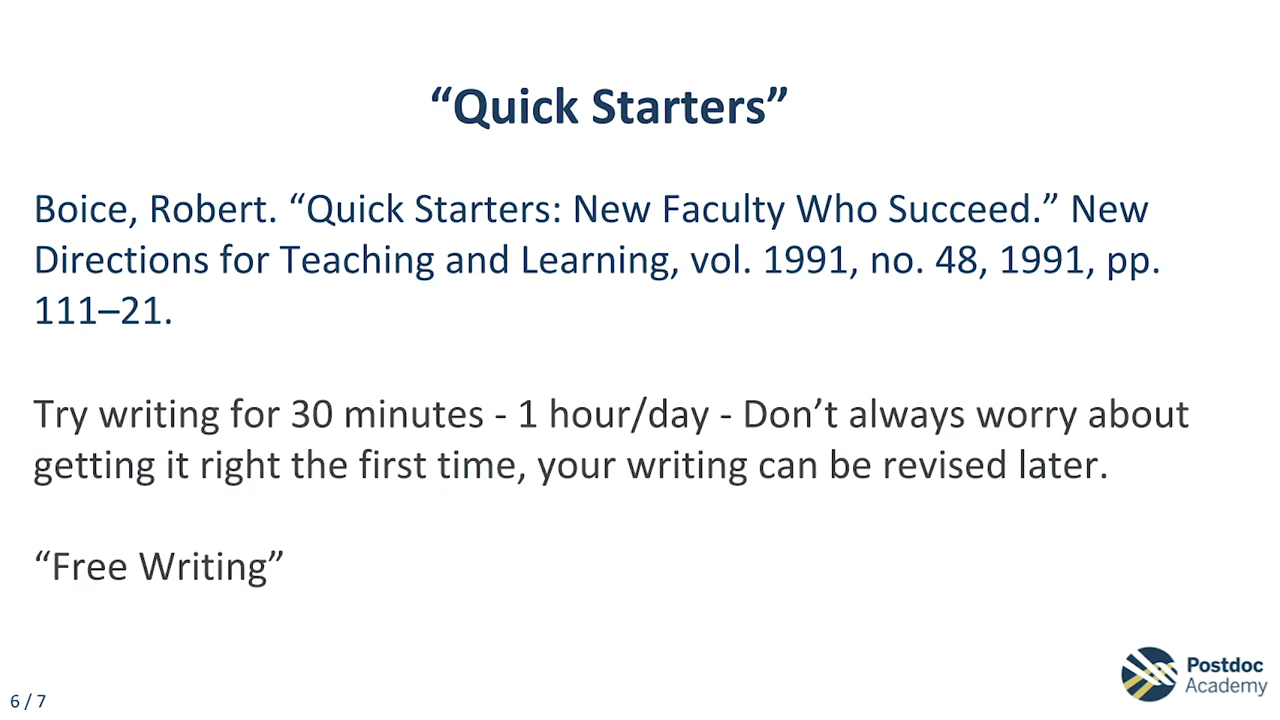 “Quick Starters”
Boice, Robert. “Quick Starters: New Faculty Who Succeed.” New
Directions for Teaching and Learning, vol. 1991, no. 48, 1991, pp.
111–21.
Try writing for 30 minutes - 1 hour/day - Don’t always worry about
getting it right the first time, your writing can be revised later.
“Free Writing”
Postdoc
Academy
6 / 7